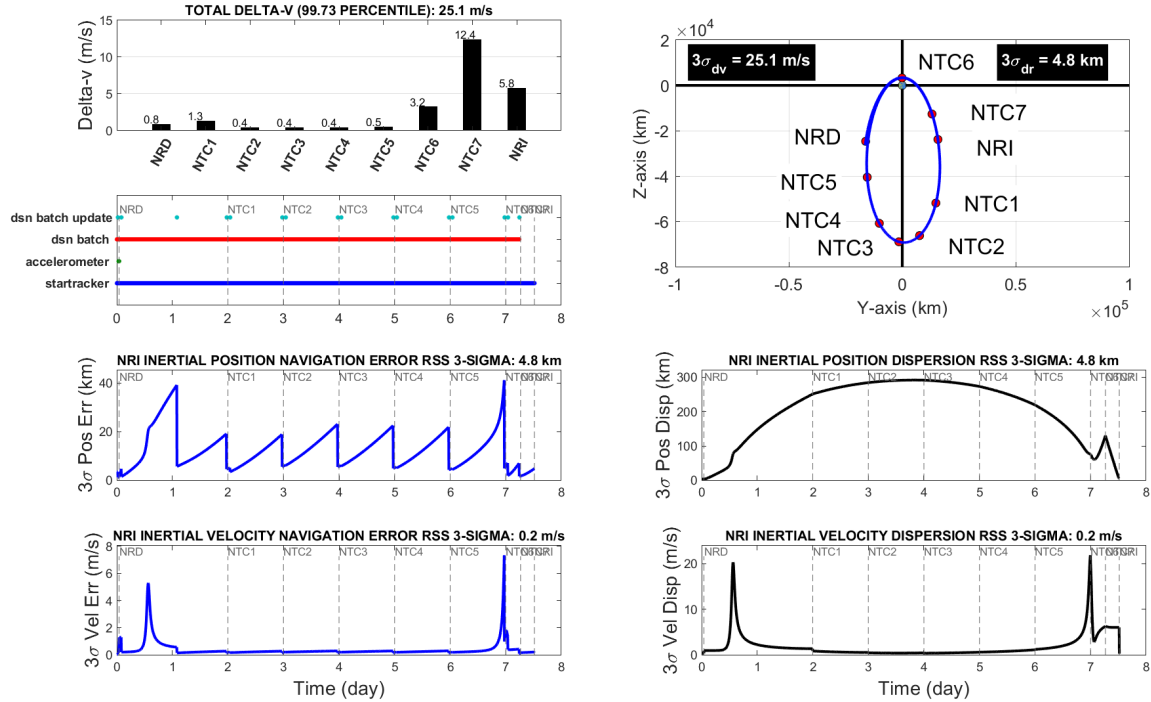 TOTAL DELTA-V (99.73 PERCENTILE): 25.1 m/s
Delta-v (m/s)
15
10
5
0
0.8
1.3
0.4
0.4
0.4
0.5
3.2
12.4
5.8
NRD
NTC1
NTC2
NTC3
NTC4
NTC5
NTC6
NTC7
NRI
dsn batch update
dsn batch
accelerometer
startracker
NRD
NTC1
NTC2
NTC3
NTC4
NTC5
0 1 2 3 4 5 6 7 8
×10⁴
2
0
-2
-4
-6
-8
Z-axis (km)
3σdv = 25.1 m/s
3σdr = 4.8 km
NTC6
NTC7
NRD
NRI
NTC5
NTC1
NTC4
NTC3
NTC2
-1 -0.5 0 0.5 1
Y-axis (km)
×10⁵
NRI INERTIAL POSITION NAVIGATION ERROR RSS 3-SIGMA: 4.8 km
3σ Pos Err (km)
40
20
0
NRD
NTC1
NTC2
NTC3
NTC4
NTC5
0 1 2 3 4 5 6 7 8
NRI INERTIAL POSITION DISPERSION RSS 3-SIGMA: 4.8 km
3σ Pos Disp (km)
300
200
100
0
NRD
NTC1
NTC2
NTC3
NTC4
NTC5
0 1 2 3 4 5 6 7 8
NRI INERTIAL VELOCITY NAVIGATION ERROR RSS 3-SIGMA: 0.2 m/s
3σ Vel Err (m/s)
8
6
4
2
0
NRD
NTC1
NTC2
NTC3
NTC4
NTC5
0 1 2 3 4 5 6 7 8
Time (day)
NRI INERTIAL VELOCITY DISPERSION RSS 3-SIGMA: 0.2 m/s
3σ Vel Disp (m/s)
20
10
0
NRD
NTC1
NTC2
NTC3
NTC4
NTC5
0 1 2 3 4 5 6 7 8
Time (day)